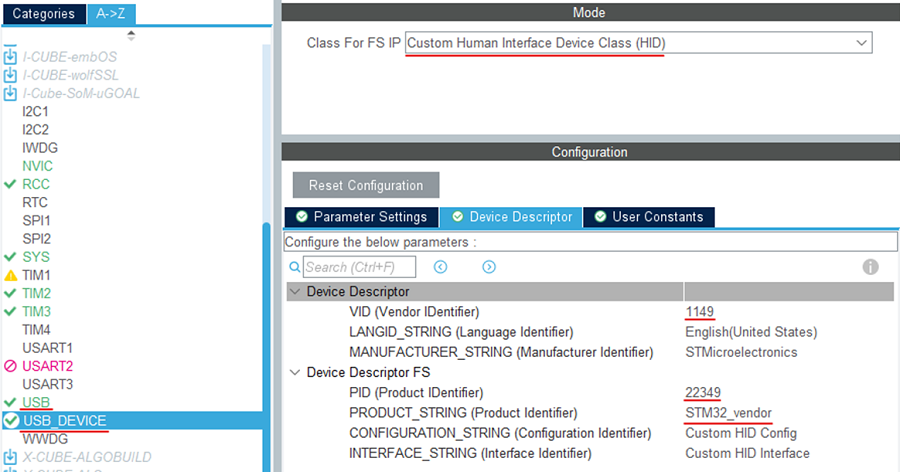 Categories A->Z
I-CUBE-embOS
I-CUBE-wolfSSL
I-Cube-SoM-uGOAL
I2C1
I2C2
IWDG
NVIC
RCC
RTC
SPI1
SPI2
SYS
TIM1
TIM2
TIM3
TIM4
USART1
USART2
USART3
USB
USB_DEVICE
WWDG
X-CUBE-ALGOBUILD
Mode
Class For FS IP Custom Human Interface Device Class (HID)
Configuration
Reset Configuration
Parameter Settings Device Descriptor User Constants
Configure the below parameters :
Search (Ctrl+F)
Device Descriptor
VID (Vendor IDentifier) 1149
LANGID_STRING (Language Identifier) English(United States)
MANUFACTURER_STRING (Manufacturer Identifier) STMicroelectronics
Device Descriptor FS
PID (Product IDentifier) 22349
PRODUCT_STRING (Product Identifier) STM32_vendor
CONFIGURATION_STRING (Configuration Identifier) Custom HID Config
INTERFACE_STRING (Interface Identifier) Custom HID Interface